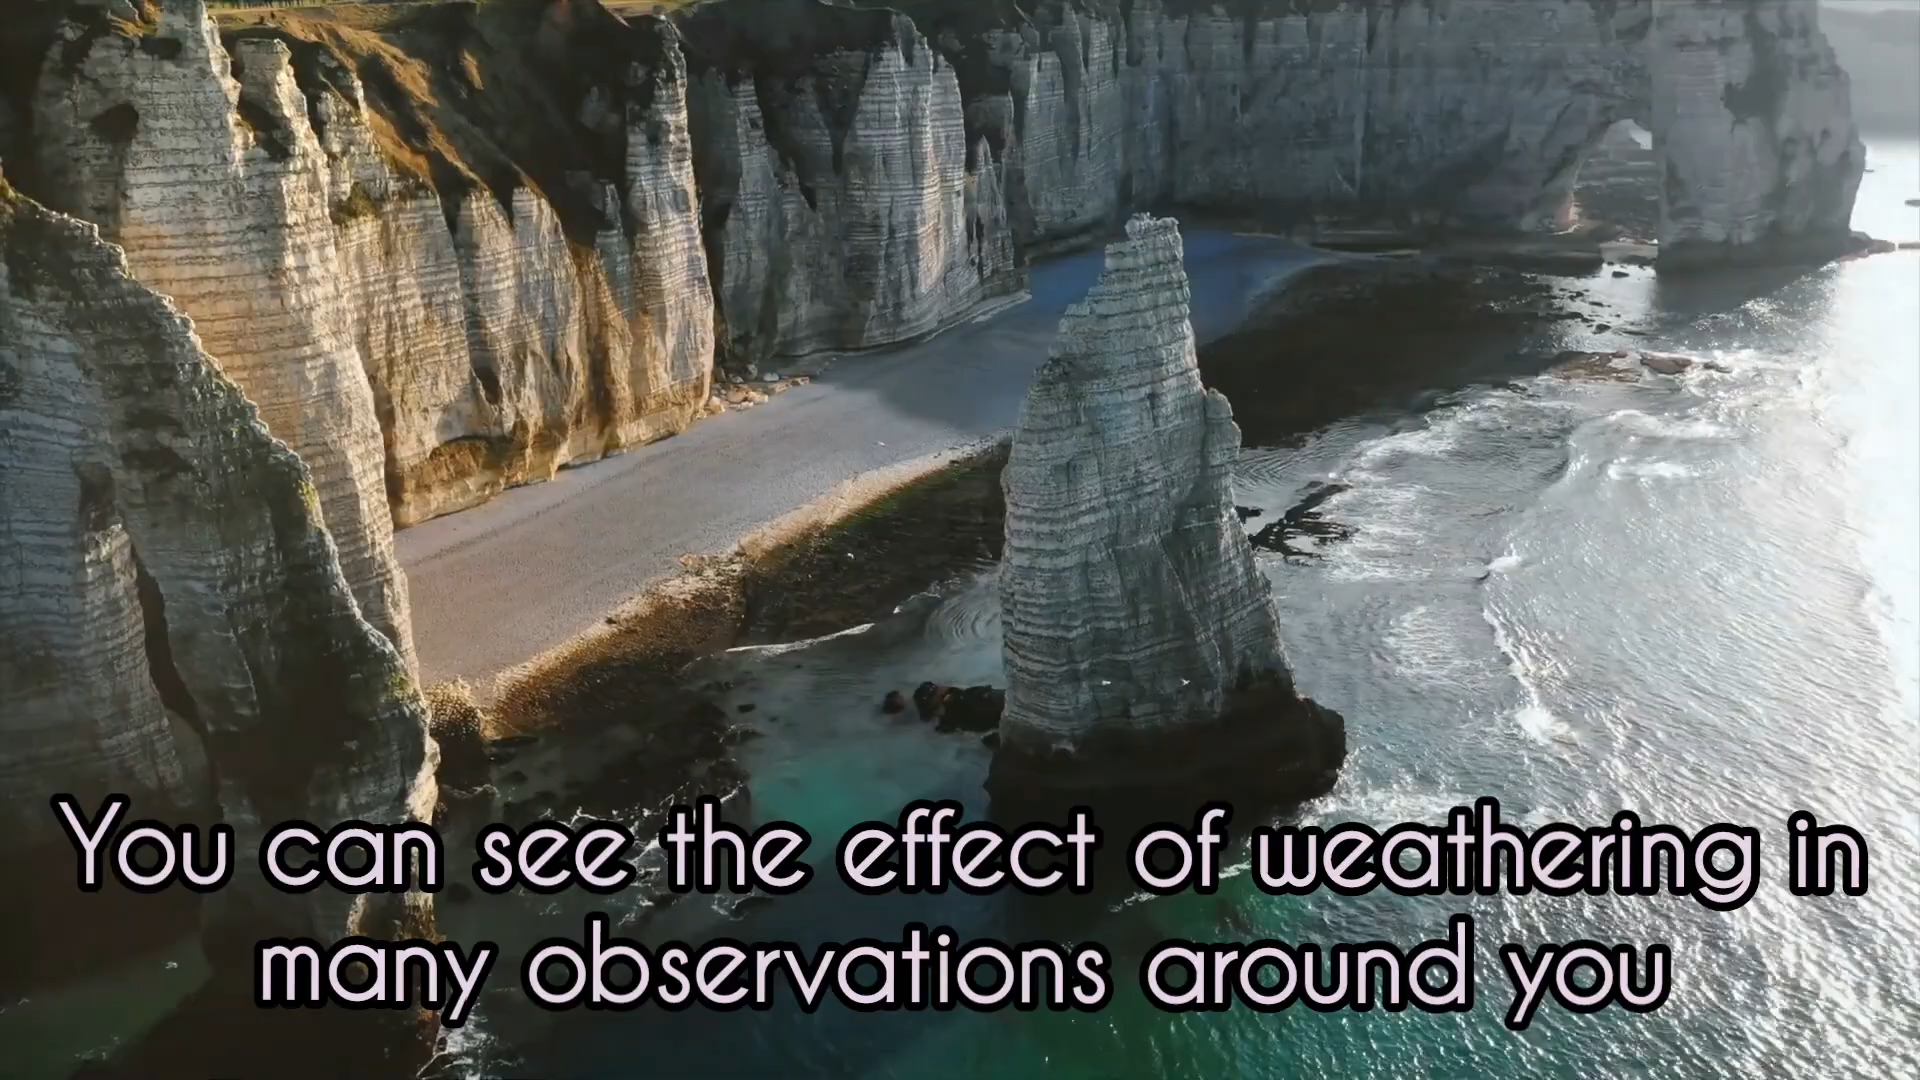 You can see the effect of weathering in
many observations around you